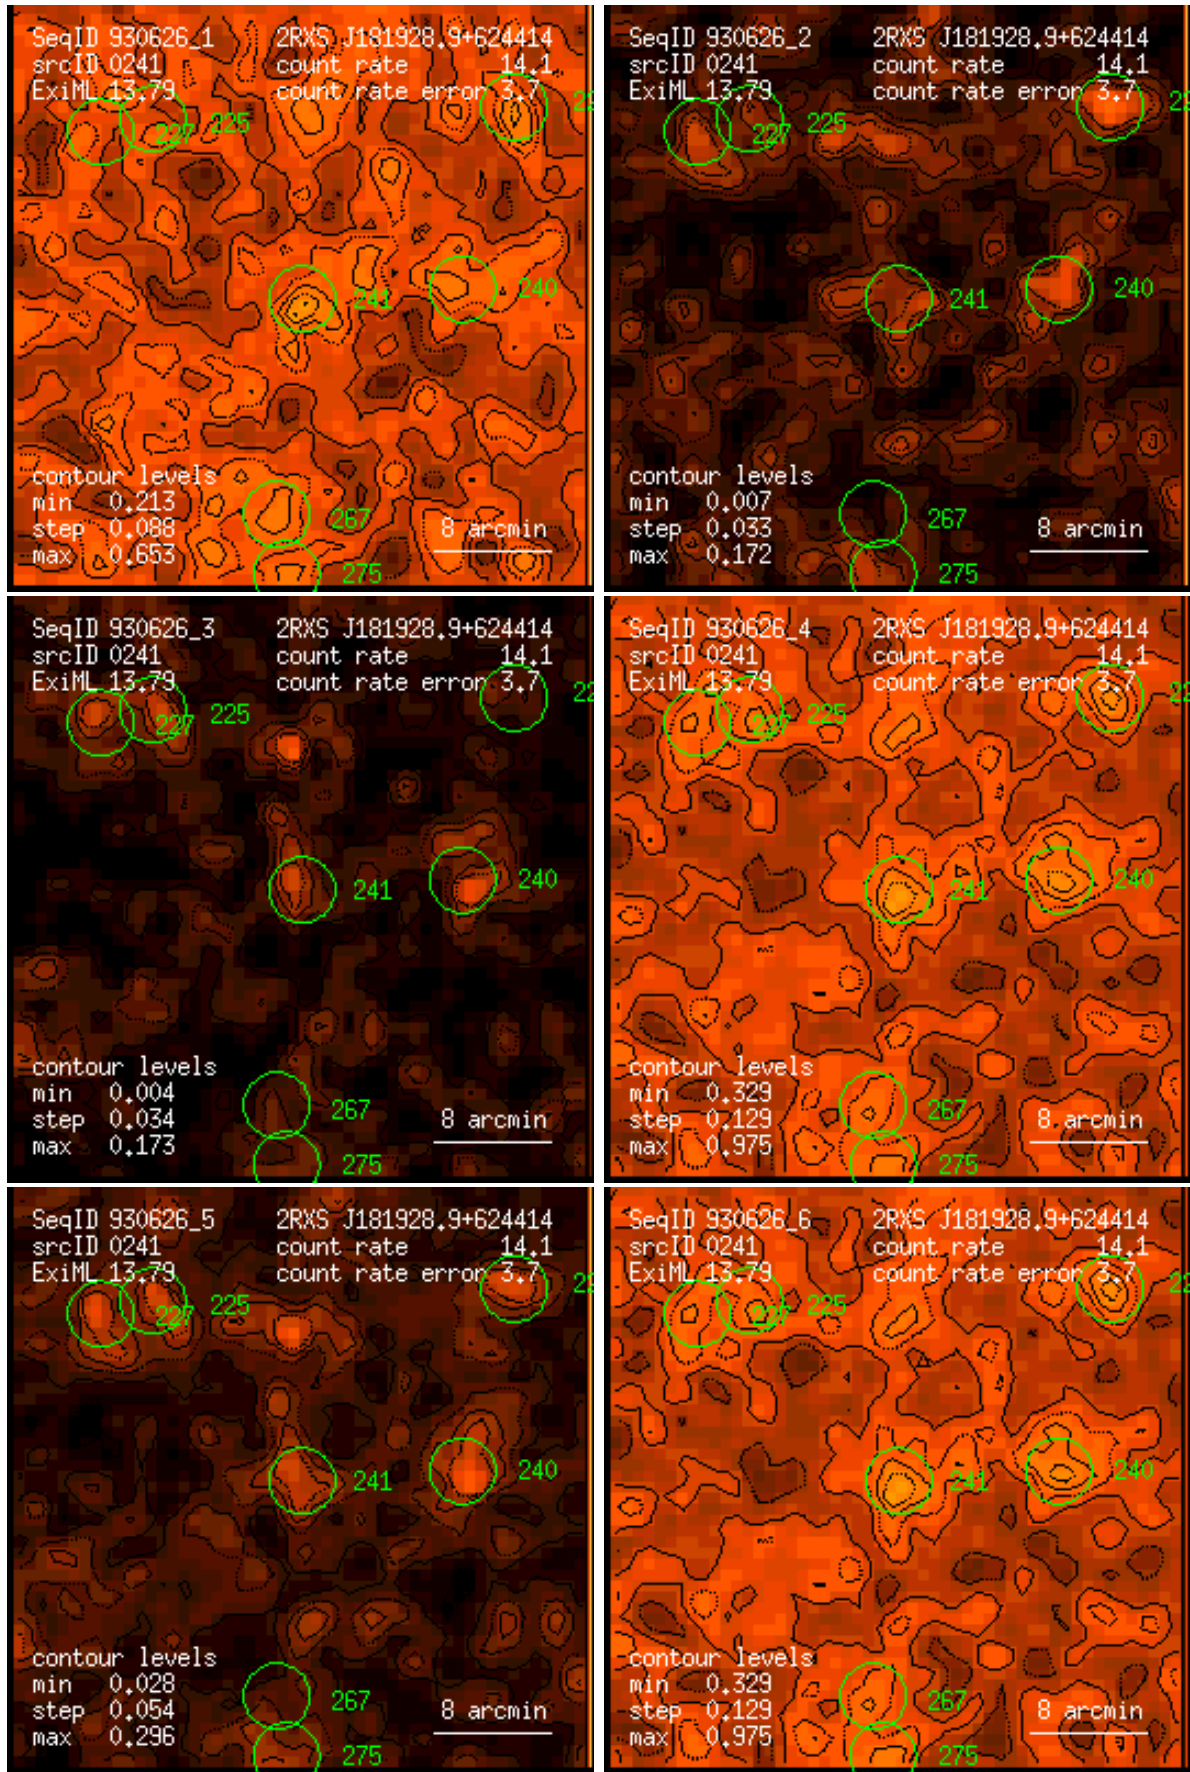 SeqID 930626_1 2RXS J181928.9+624414
srcID 0241 count rate 14.1
ExiML 13.79 count rate error 3.7
227 225
241 240
contour levels
min 0.213
step 0.088
max 0.653
267
8 arcmin
275
SeqID 930626_2 2RXS J181928.9+624414
srcID 0241 count rate 14.1
ExiML 13.79 count rate error 3.7
227 225
241 240
contour levels
min 0.007
step 0.033
max 0.172
267
8 arcmin
275
SeqID 930626_3 2RXS J181928.9+624414
srcID 0241 count rate 14.1
ExiML 13.79 count rate error 3.7
227 225
241 240
contour levels
min 0.004
step 0.034
max 0.173
267
8 arcmin
275
SeqID 930626_4 2RXS J181928.9+624414
srcID 0241 count rate 14.1
ExiML 13.79 count rate error 3.7
227 225
241 240
contour levels
min 0.329
step 0.129
max 0.975
267
8 arcmin
275
SeqID 930626_5 2RXS J181928.9+624414
srcID 0241 count rate 14.1
ExiML 13.79 count rate error 3.7
227 225
241 240
contour levels
min 0.028
step 0.054
max 0.296
267
8 arcmin
275
SeqID 930626_6 2RXS J181928.9+624414
srcID 0241 count rate 14.1
ExiML 13.79 count rate error 3.7
227 225
241 240
contour levels
min 0.329
step 0.129
max 0.975
267
8 arcmin
275